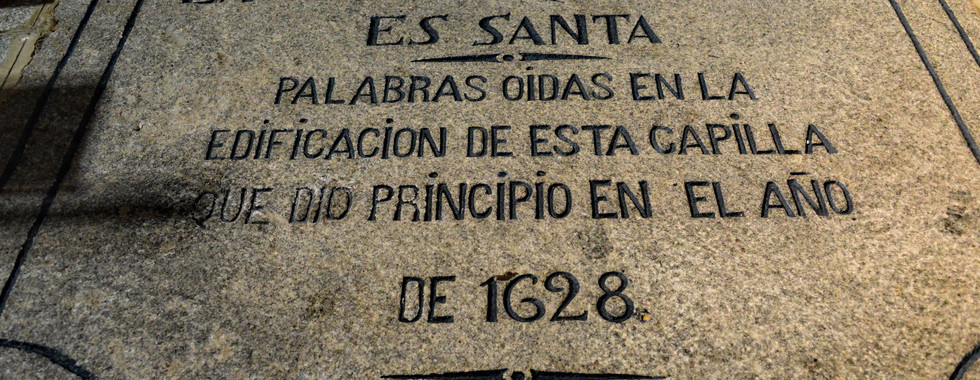 ES SANTA
PALABRAS OIDAS EN LA
EDIFICACION DE ESTA CAPILLA
QUE DIO PRINCIPIO EN EL AÑO
DE 1628.